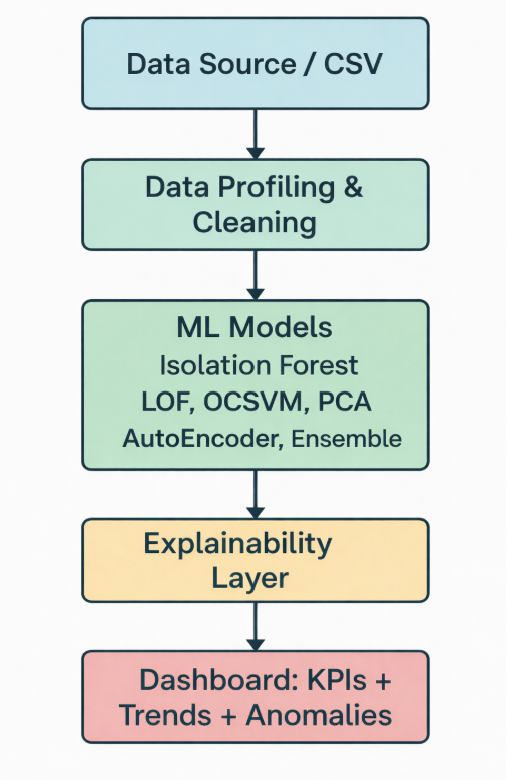 Data Source / CSV
Data Profiling &
Cleaning
ML Models
Isolation Forest
LOF, OCSVM, PCA
AutoEncoder, Ensemble
Explainability
Layer
Dashboard: KPIs +
Trends + Anomalies